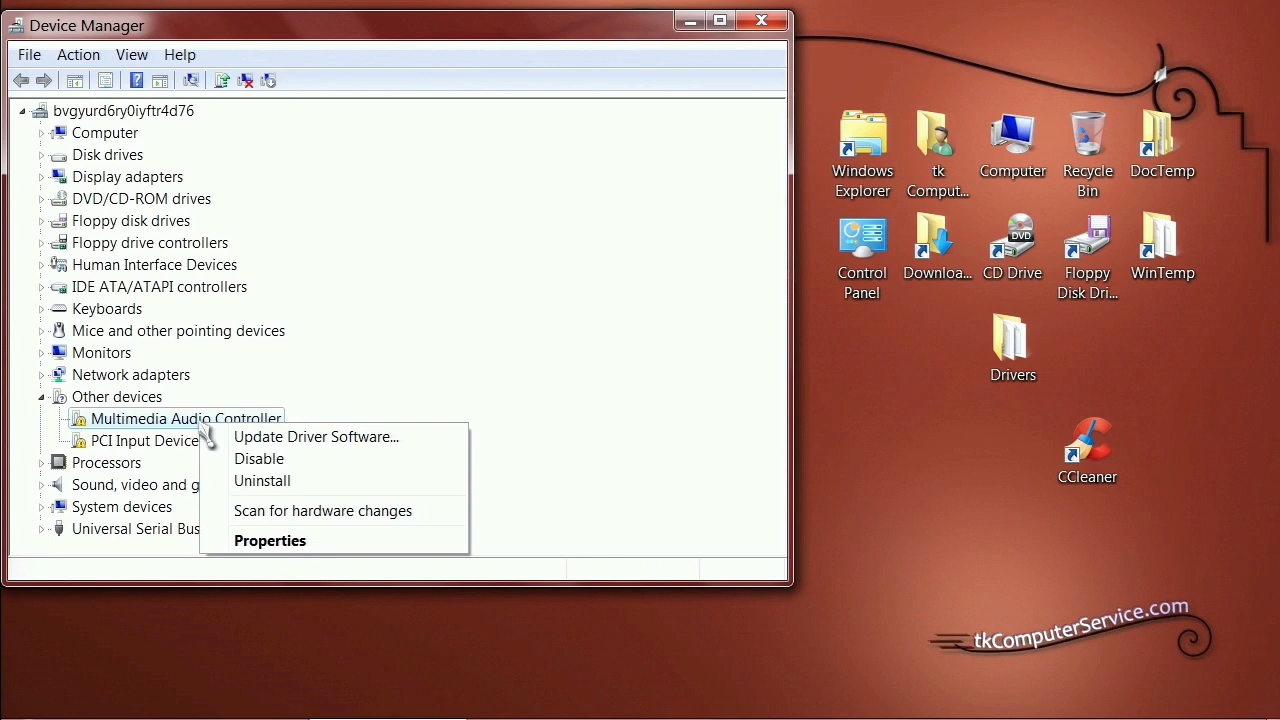 Device Manager
File Action View Help
bvgyurd6ry0iyftr4d76
Computer
Disk drives
Display adapters
DVD/CD-ROM drives
Floppy disk drives
Floppy drive controllers
Human Interface Devices
IDE ATA/ATAPI controllers
Keyboards
Mice and other pointing devices
Monitors
Network adapters
Other devices
Multimedia Audio Controller
PCI Input Device
Processors
Sound, video and g
System devices
Universal Serial Bus
Update Driver Software...
Disable
Uninstall
Scan for hardware changes
Properties
Windows
Explorer
tk
Comput...
Computer
Recycle
Bin
DocTemp
Control
Panel
Downloa...
DVD
CD Drive
Floppy
Disk Dri...
WinTemp
Drivers
CCleaner
tkComputerService.com